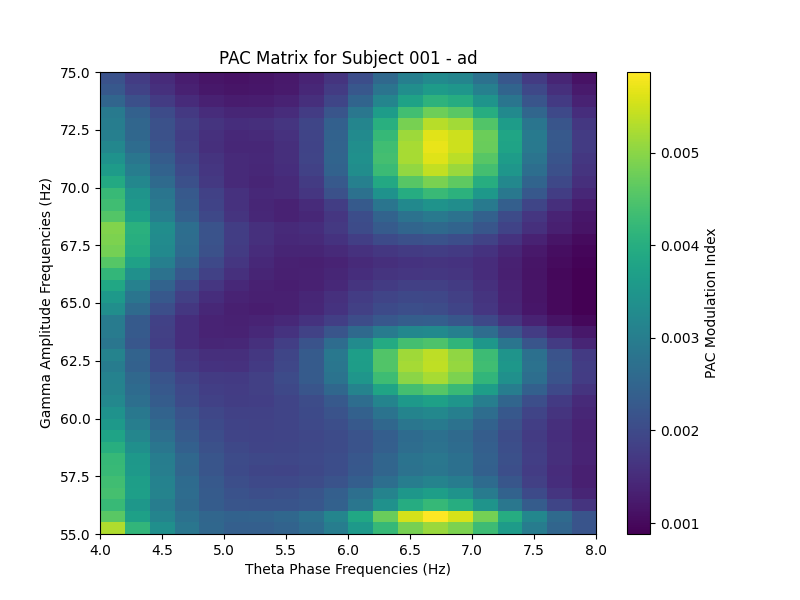 PAC Matrix for Subject 001 - ad
75.0
72.5
70.0
67.5
65.0
62.5
60.0
57.5
55.0
Gamma Amplitude Frequencies (Hz)
4.0 4.5 5.0 5.5 6.0 6.5 7.0 7.5 8.0
Theta Phase Frequencies (Hz)
0.005
0.004
0.003
0.002
0.001
PAC Modulation Index